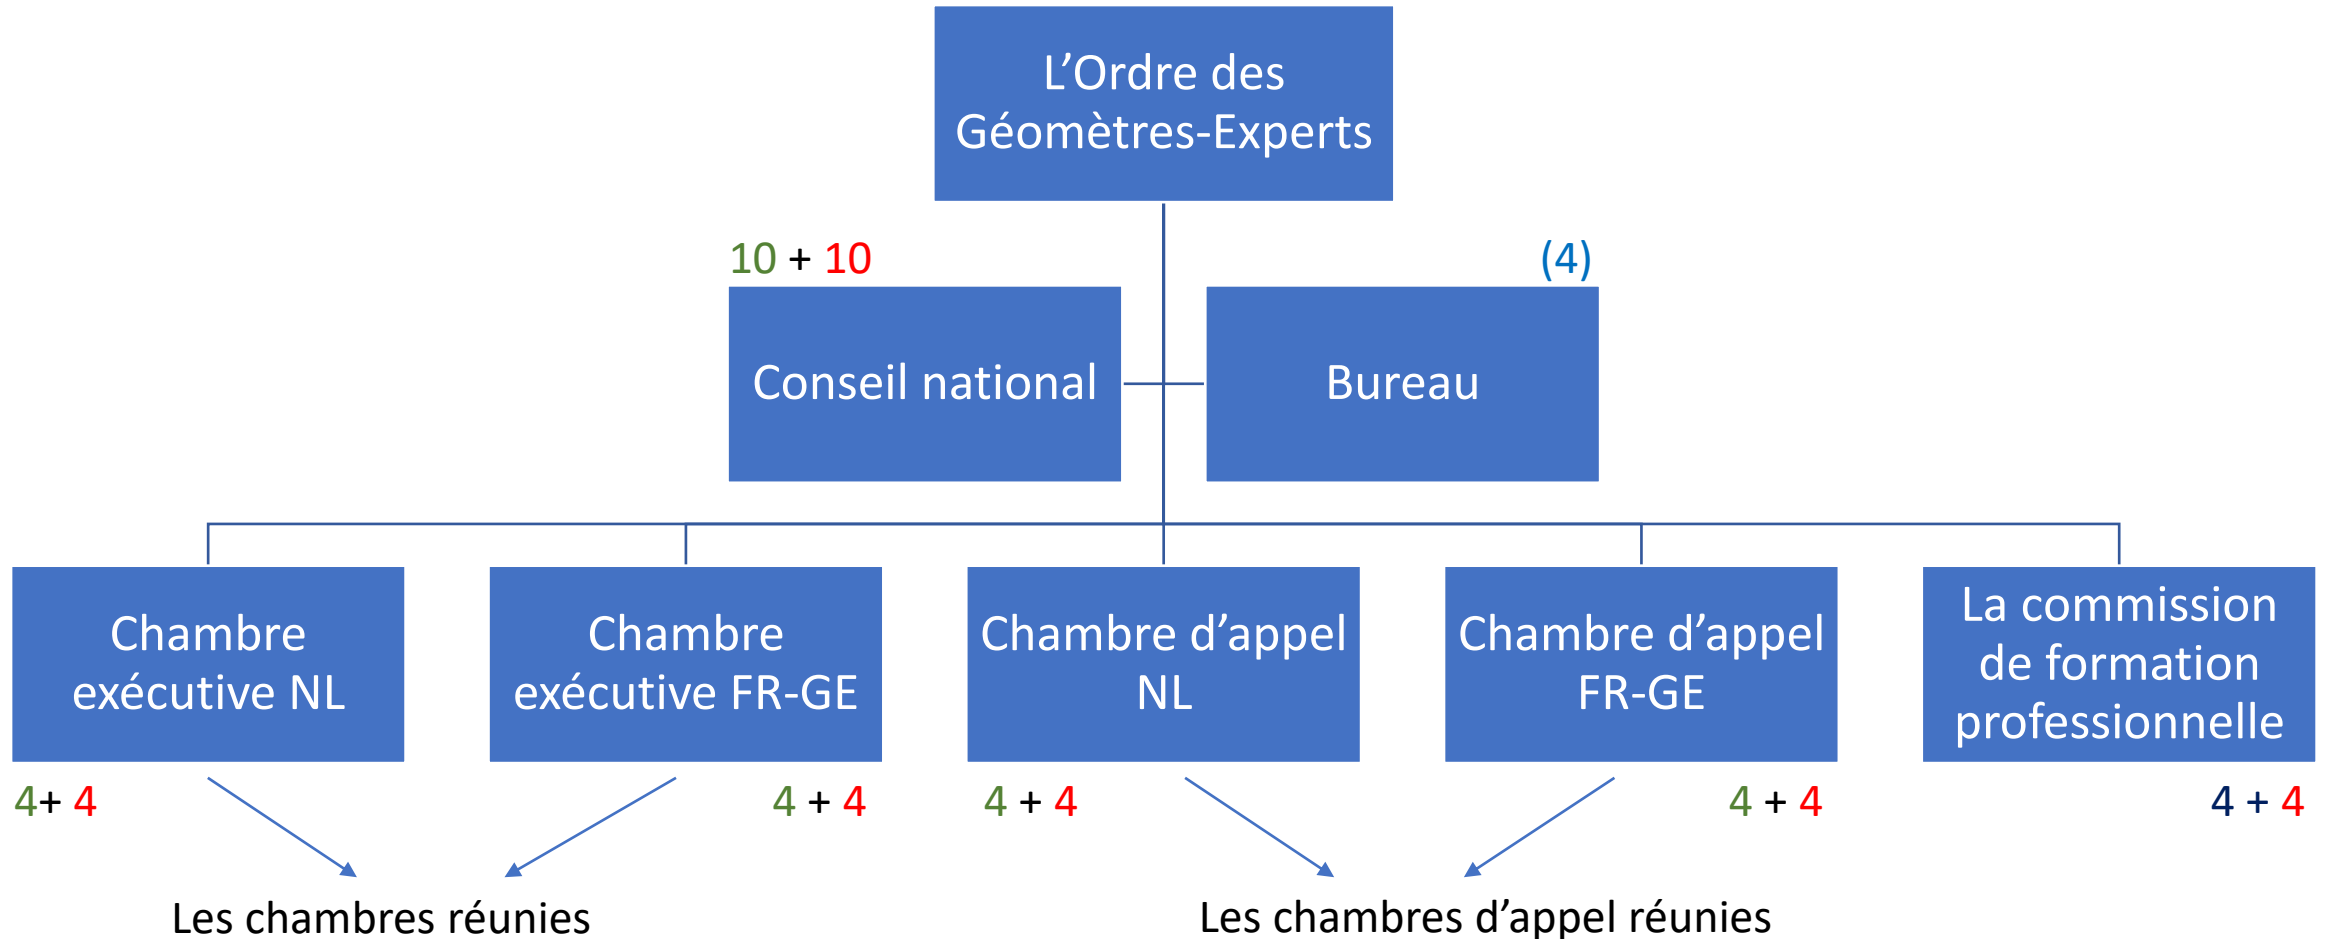 L’Ordre des
Géomètres-Experts
10 + 10
(4)
Conseil national
Bureau
Chambre
exécutive NL
Chambre
exécutive FR-GE
Chambre d’appel
NL
Chambre d’appel
FR-GE
La commission
de formation
professionnelle
4+ 4
4 + 4
4 + 4
4 + 4
4 + 4
Les chambres réunies
Les chambres d’appel réunies